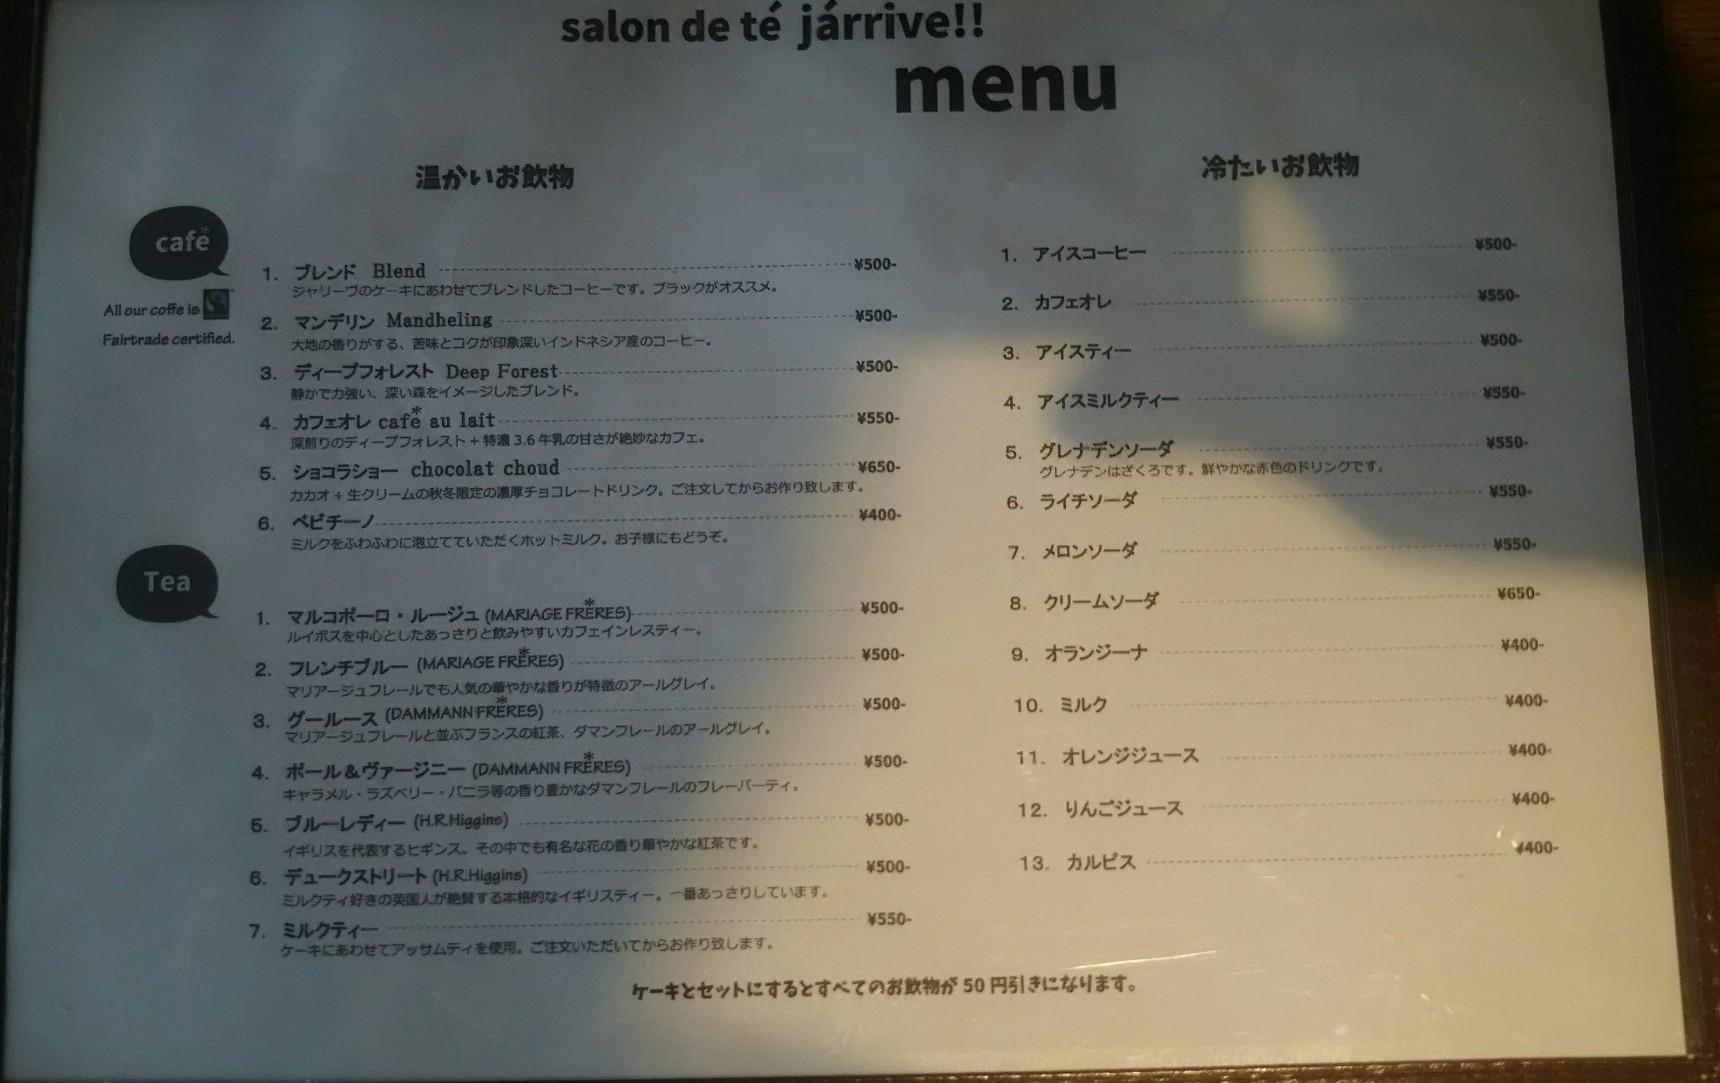 salon de té járrive!!
menu
温かいお飲物
café
All our coffe is
Fairtrade certified.
1. ブレンド Blend ¥500-
ジャリーヴのケーキにあわせてブレンドしたコーヒーです。ブラックがオススメ。
2. マンデリン Mandheling ¥500-
大地の香りがする、苦味とコクが印象深いインドネシア産のコーヒー。
3. ディープフォレスト Deep Forest ¥500-
静かで力強い、深い森をイメージしたブレンド。
4. カフェオレ café au lait ¥550-
深煎りのディープフォレスト + 特濃 3.6 牛乳の甘さが絶妙なカフェ。
5. ショコラショー chocolat choud ¥650-
カカオ + 生クリームの秋冬限定の濃厚チョコレートドリンク。ご注文してからお作り致します。
6. ベビチーノ ¥400-
ミルクをふわふわに泡立てていただくホットミルク。お子様にもどうぞ。
Tea
1. マルコポーロ・ルージュ (MARIAGE FRÈRES) ¥500-
ルイボスを中心としたあっさりと飲みやすいカフェインレスティー。
2. フレンチブルー (MARIAGE FRÈRES) ¥500-
マリアージュフレールでも人気の華やかな香りが特徴のアールグレイ。
3. グールース (DAMMANN FRÈRES) ¥500-
マリアージュフレールと並ぶフランスの紅茶、ダマンフレールのアールグレイ。
4. ポール＆ヴァージニー (DAMMANN FRÈRES) ¥500-
キャラメル・ラズベリー・バニラ等の香り豊かなダマンフレールのフレーバーティ。
5. ブルーレディー (H.R.Higgins) ¥500-
イギリスを代表するヒギンス。その中でも有名な花の香り華やかな紅茶です。
6. デュークストリート (H.R.Higgins) ¥500-
ミルクティ好きの英国人が絶賛する本格的なイギリスティー。一番あっさりしています。
7. ミルクティー ¥550-
ケーキにあわせてアッサムティを使用。ご注文いただいてからお作り致します。
冷たいお飲物
1. アイスコーヒー ¥500-
2. カフェオレ ¥550-
3. アイスティー ¥500-
4. アイスミルクティー ¥550-
5. グレナデンソーダ ¥550-
グレナデンはざくろです。鮮やかな赤色のドリンクです。
6. ライチソーダ ¥550-
7. メロンソーダ ¥550-
8. クリームソーダ ¥650-
9. オランジーナ ¥400-
10. ミルク ¥400-
11. オレンジジュース ¥400-
12. りんごジュース ¥400-
13. カルピス ¥400-
ケーキとセットにするとすべてのお飲物が 50 円引きになります。